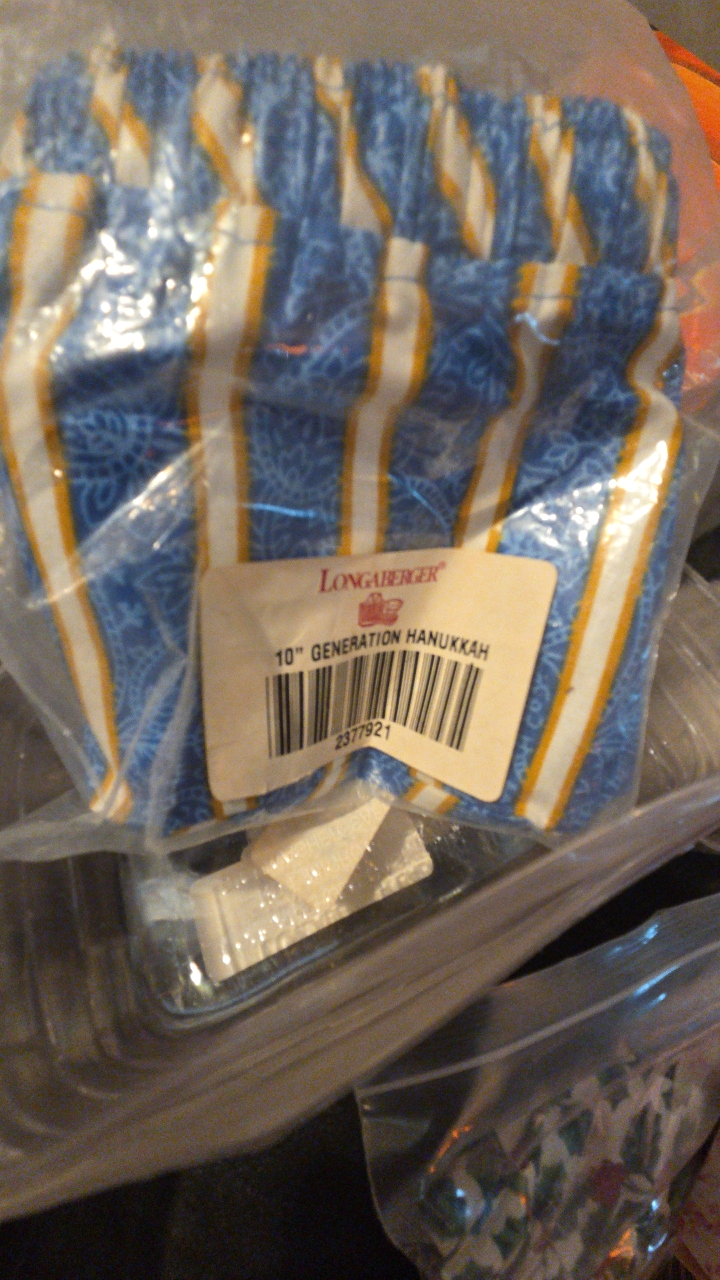 LONGABERGER®
10" GENERATION HANUKKAH
2377921